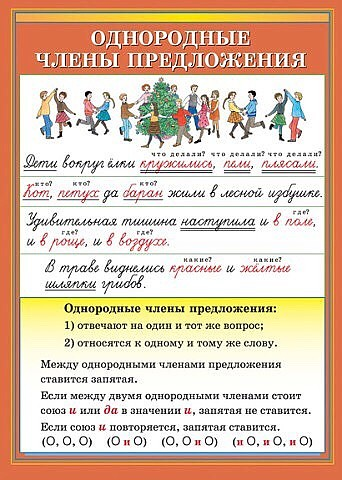 ОДНОРОДНЫЕ
ЧЛЕНЫ ПРЕДЛОЖЕНИЯ
что делали? что делали? что делали?
Дети вокруг ёлки кружились, пели, плясали.
кто? кто? кто?
Кот, петух да баран жили в лесной избушке.
где?
Удивительная тишина наступила и в поле,
где? где?
и в роще, и в воздухе.
какие? какие?
В траве виднелись красные и жёлтые
шляпки грибов.
Однородные члены предложения:
1) отвечают на один и тот же вопрос;
2) относятся к одному и тому же слову.
Между однородными членами предложения
ставится запятая.
Если между двумя однородными членами стоит
союз и или да в значении и, запятая не ставится.
Если союз и повторяется, запятая ставится.
(О, О, О) (О и О) (О, О и О) (и О, и О, и О)